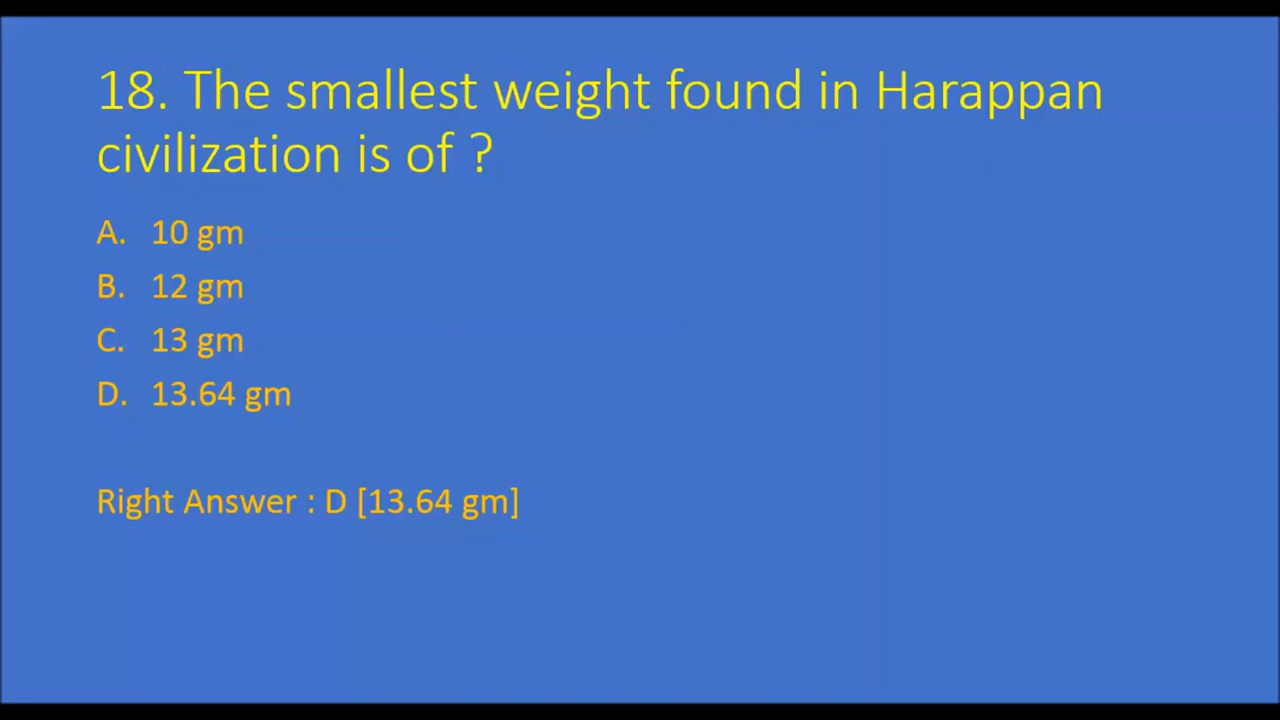 18. The smallest weight found in Harappan
civilization is of ?
A. 10 gm
B. 12 gm
C. 13 gm
D. 13.64 gm
Right Answer : D [13.64 gm]